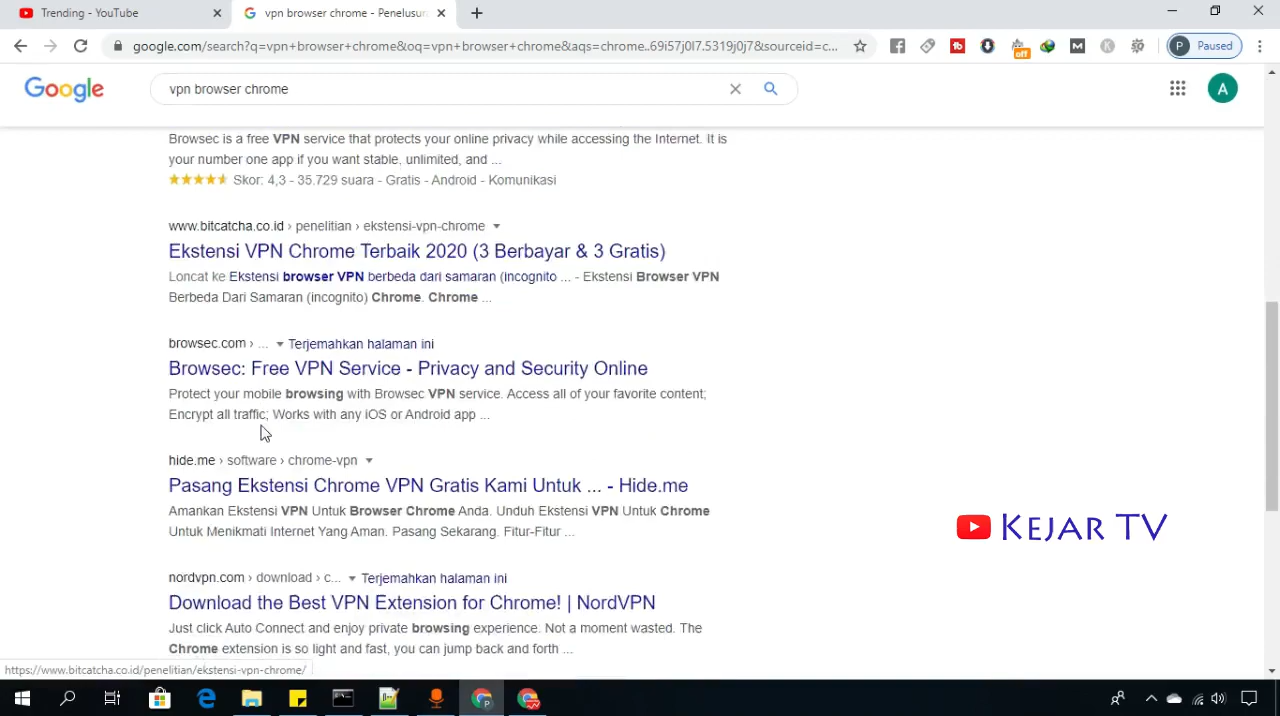 Trending - YouTube
vpn browser chrome - Penelusura
google.com/search?q=vpn+browser+chrome&oq=vpn+browser+chrome&aqs=chrome..69i57j0l7.5319j0j7&sourceid=c...
off
P Paused
Google
vpn browser chrome
A
Browsec is a free VPN service that protects your online privacy while accessing the Internet. It is
your number one app if you want stable, unlimited, and ...
Skor: 4,3 - 35.729 suara - Gratis - Android - Komunikasi
www.bitcatcha.co.id › penelitian › ekstensi-vpn-chrome
Ekstensi VPN Chrome Terbaik 2020 (3 Berbayar & 3 Gratis)
Loncat ke Ekstensi browser VPN berbeda dari samaran (incognito ... - Ekstensi Browser VPN
Berbeda Dari Samaran (incognito) Chrome. Chrome ...
browsec.com › ... Terjemahkan halaman ini
Browsec: Free VPN Service - Privacy and Security Online
Protect your mobile browsing with Browsec VPN service. Access all of your favorite content;
Encrypt all traffic; Works with any iOS or Android app ...
hide.me › software › chrome-vpn
Pasang Ekstensi Chrome VPN Gratis Kami Untuk ... - Hide.me
Amankan Ekstensi VPN Untuk Browser Chrome Anda. Unduh Ekstensi VPN Untuk Chrome
Untuk Menikmati Internet Yang Aman. Pasang Sekarang. Fitur-Fitur ...
KEJAR TV
nordvpn.com › download › c... Terjemahkan halaman ini
Download the Best VPN Extension for Chrome! | NordVPN
Just click Auto Connect and enjoy private browsing experience. Not a moment wasted. The
Chrome extension is so light and fast, you can jump back and forth ...
https://www.bitcatcha.co.id/penelitian/ekstensi-vpn-chrome/